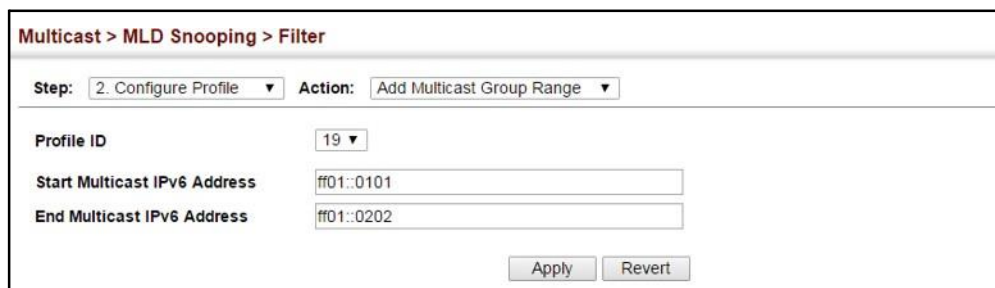 Multicast > MLD Snooping > Filter
Step: 2. Configure Profile ▼ Action: Add Multicast Group Range ▼
Profile ID 19 ▼
Start Multicast IPv6 Address ff01::0101
End Multicast IPv6 Address ff01::0202
Apply Revert